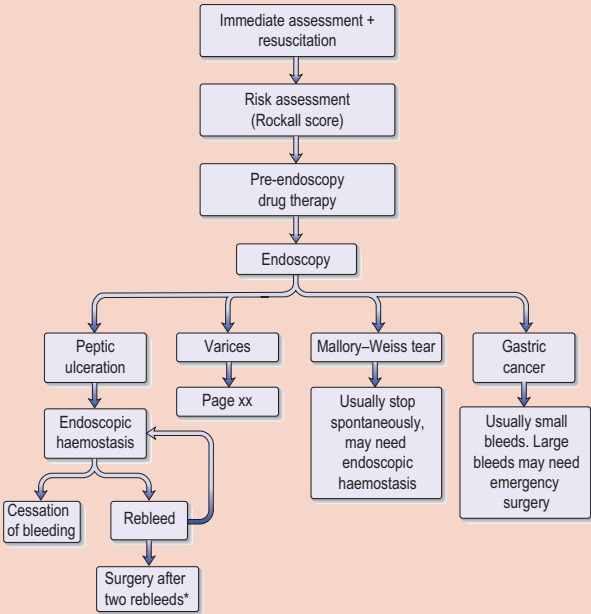 Immediate assessment +
resuscitation
Risk assessment
(Rockall score)
Pre-endoscopy
drug therapy
Endoscopy
Peptic
ulceration
Varices
Mallory–Weiss tear
Gastric
cancer
Endoscopic
haemostasis
Page xx
Usually stop
spontaneously,
may need
endoscopic
haemostasis
Usually small
bleeds. Large
bleeds may need
emergency
surgery
Cessation
of bleeding
Rebleed
Surgery after
two rebleeds*